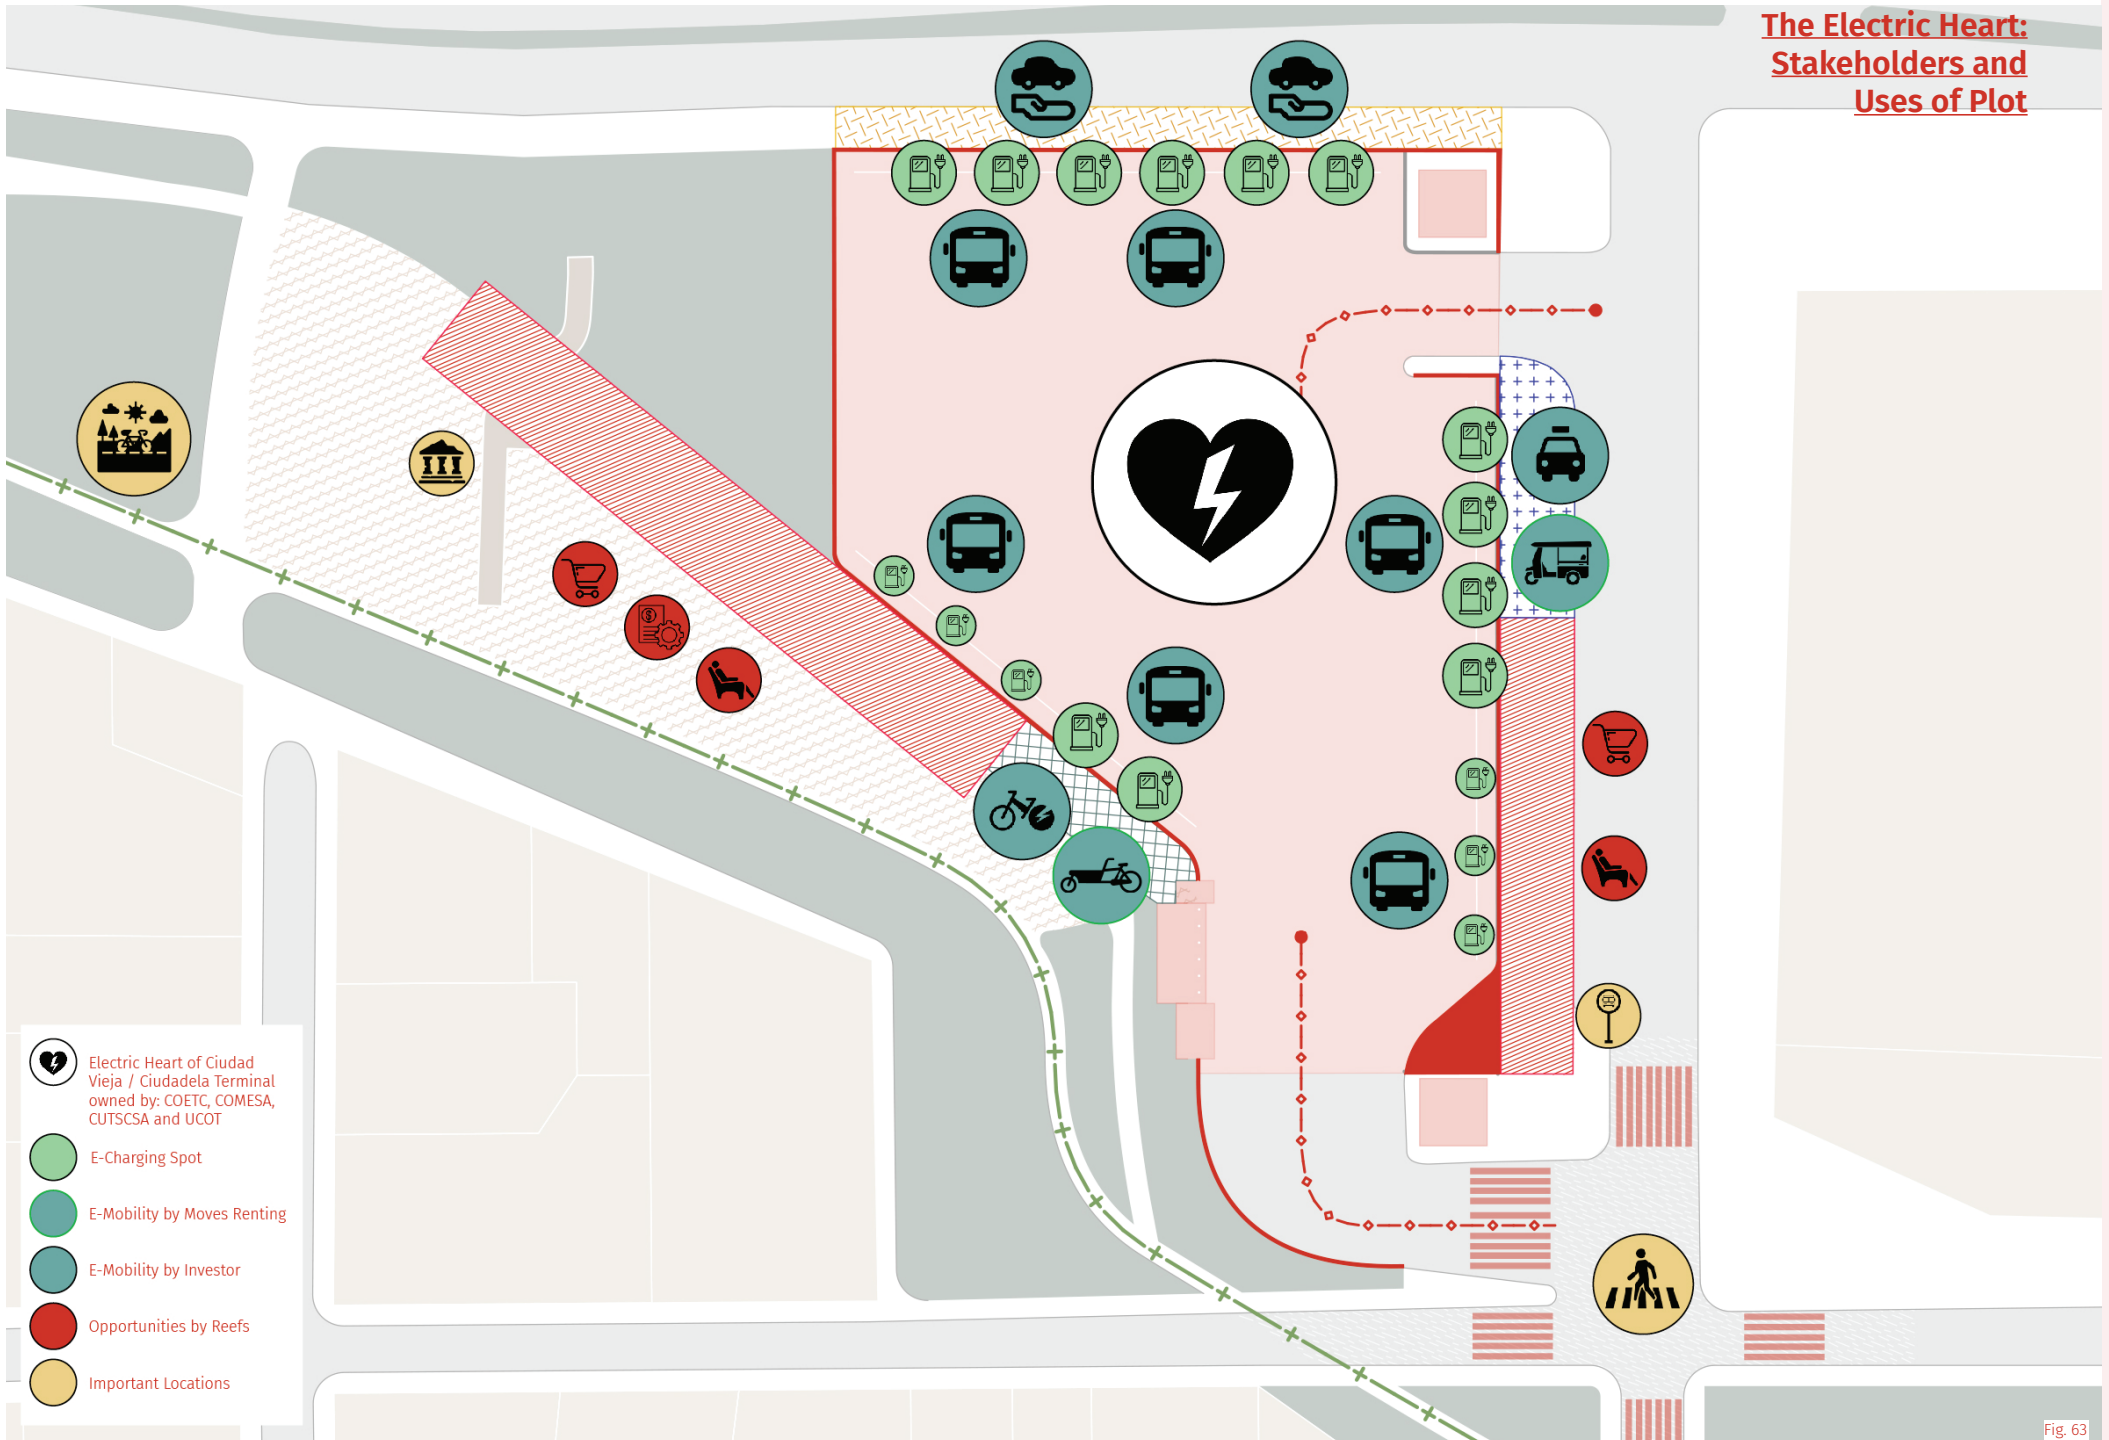 The Electric Heart:
Stakeholders and
Uses of Plot
Electric Heart of Ciudad
Vieja / Ciudadela Terminal
owned by: COETC, COMESA,
CUTSCSA and UCOT
E-Charging Spot
E-Mobility by Moves Renting
E-Mobility by Investor
Opportunities by Reefs
Important Locations
Fig. 63